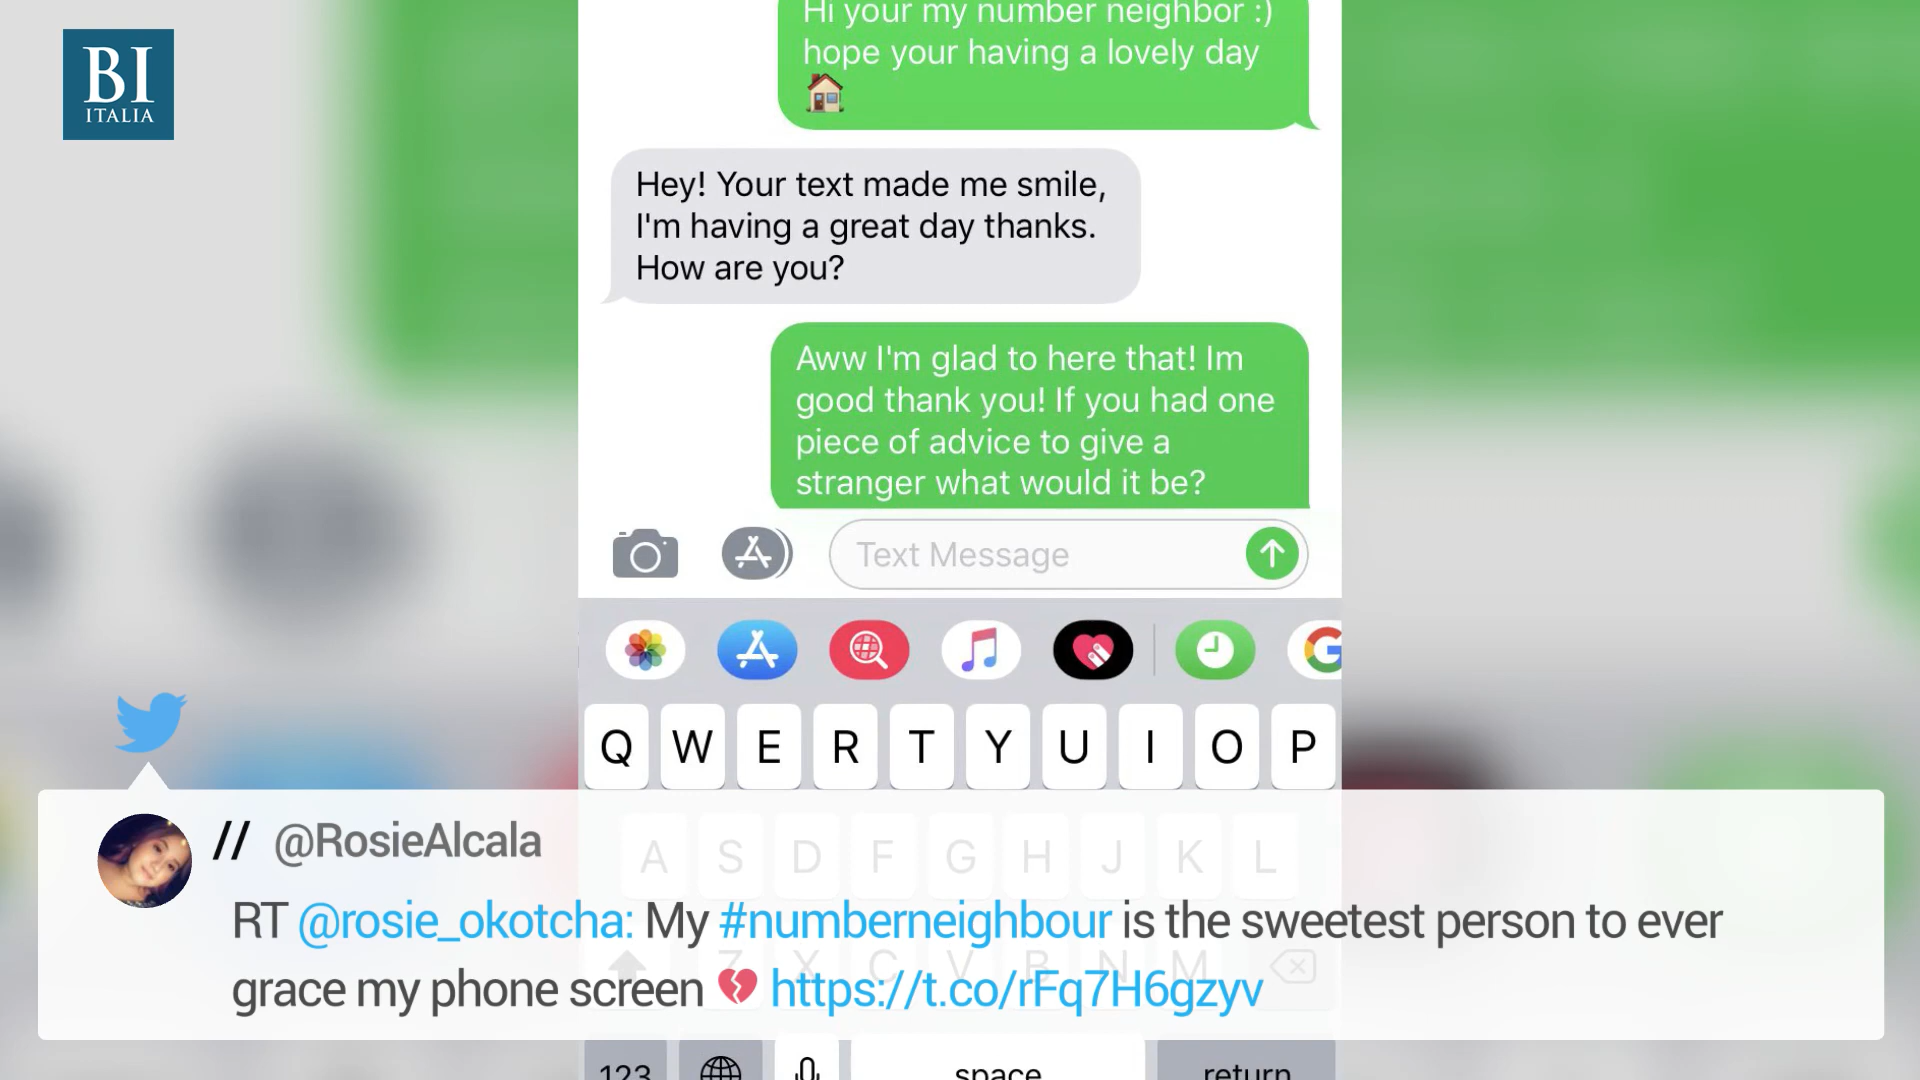 BI
ITALIA
Hi your my number neighbor :)
hope your having a lovely day
🏠
Hey! Your text made me smile,
I'm having a great day thanks.
How are you?
Aww I'm glad to here that! Im
good thank you! If you had one
piece of advice to give a
stranger what would it be?
Text Message
Q W E R T Y U I O P
A S D F G H J K L
// @RosieAlcala
Z X C V B N M
RT @rosie_okotcha: My #numberneighbour is the sweetest person to ever
grace my phone screen 💔 https://t.co/rFq7H6gzyv
123 space return